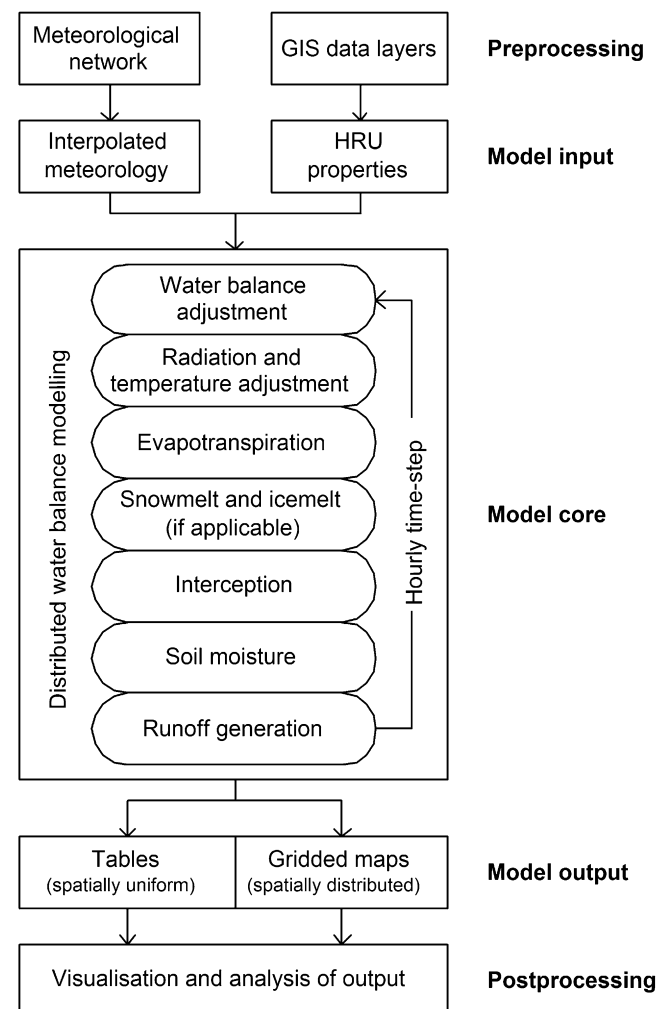 Meteorological
network
GIS data layers
Preprocessing
Interpolated
meteorology
HRU
properties
Model input
Distributed water balance modelling
Water balance
adjustment
Radiation and
temperature adjustment
Evapotranspiration
Snowmelt and icemelt
(if applicable)
Interception
Soil moisture
Runoff generation
Hourly time-step
Model core
Tables
(spatially uniform)
Gridded maps
(spatially distributed)
Model output
Visualisation and analysis of output
Postprocessing